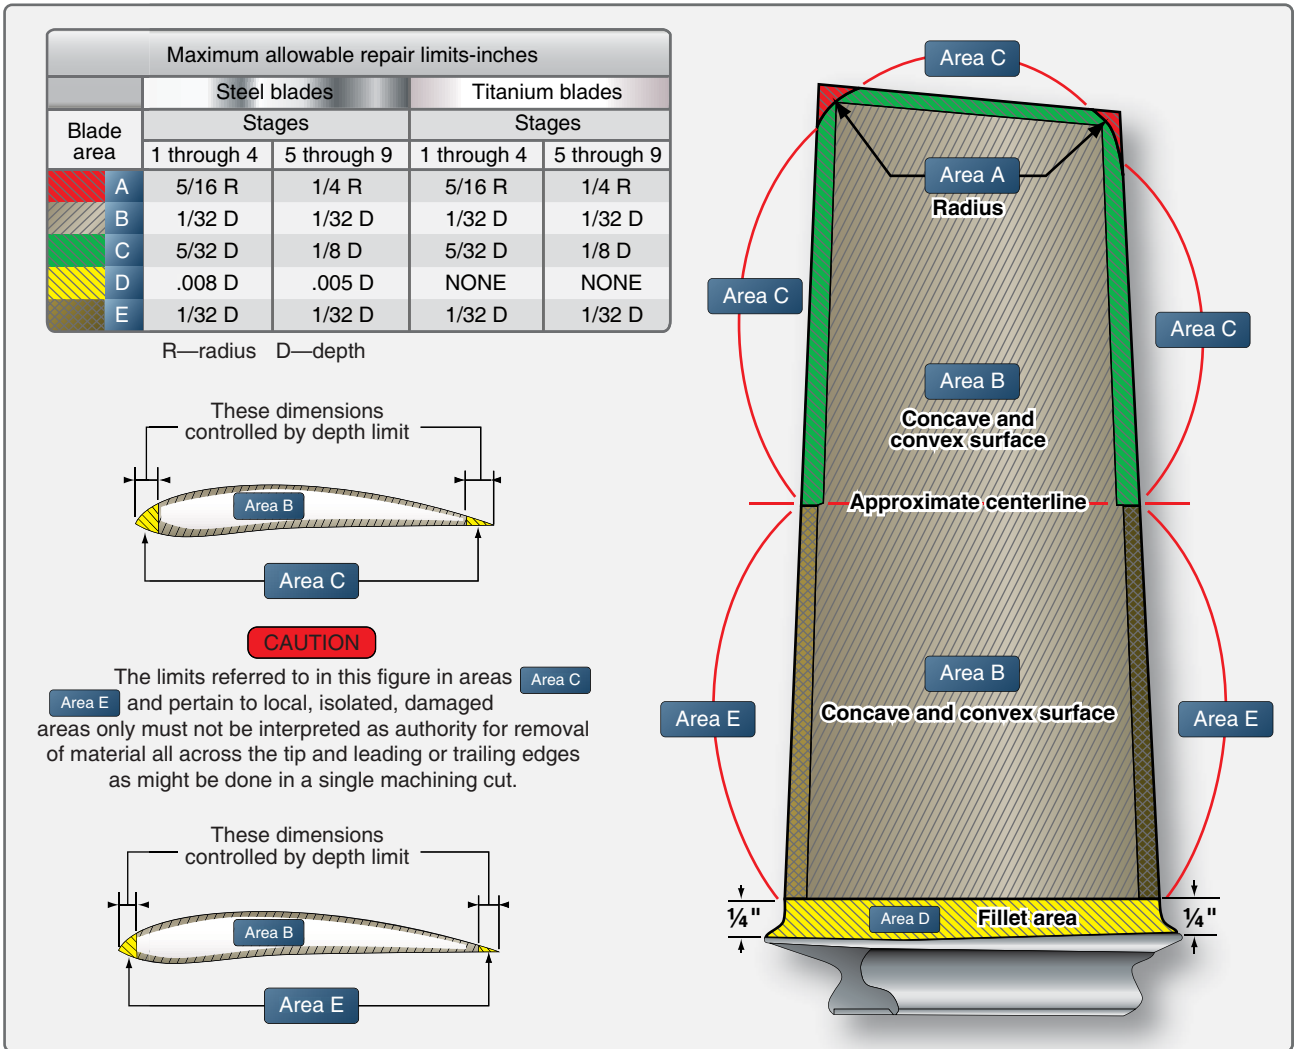 Maximum allowable repair limits-inches
Steel blades Titanium blades
Blade area Stages Stages
1 through 4 5 through 9 1 through 4 5 through 9
A 5/16 R 1/4 R 5/16 R 1/4 R
B 1/32 D 1/32 D 1/32 D 1/32 D
C 5/32 D 1/8 D 5/32 D 1/8 D
D .008 D .005 D NONE NONE
E 1/32 D 1/32 D 1/32 D 1/32 D
R—radius D—depth
These dimensions
controlled by depth limit
Area B
Area C
CAUTION
The limits referred to in this figure in areas Area C
Area E and pertain to local, isolated, damaged
areas only must not be interpreted as authority for removal
of material all across the tip and leading or trailing edges
as might be done in a single machining cut.
These dimensions
controlled by depth limit
Area B
Area E
Area C
Area A
Radius
Area C
Area C
Area B
Concave and
convex surface
Approximate centerline
Area B
Concave and convex surface
Area E
Area E
1/4"
Area D Fillet area
1/4"